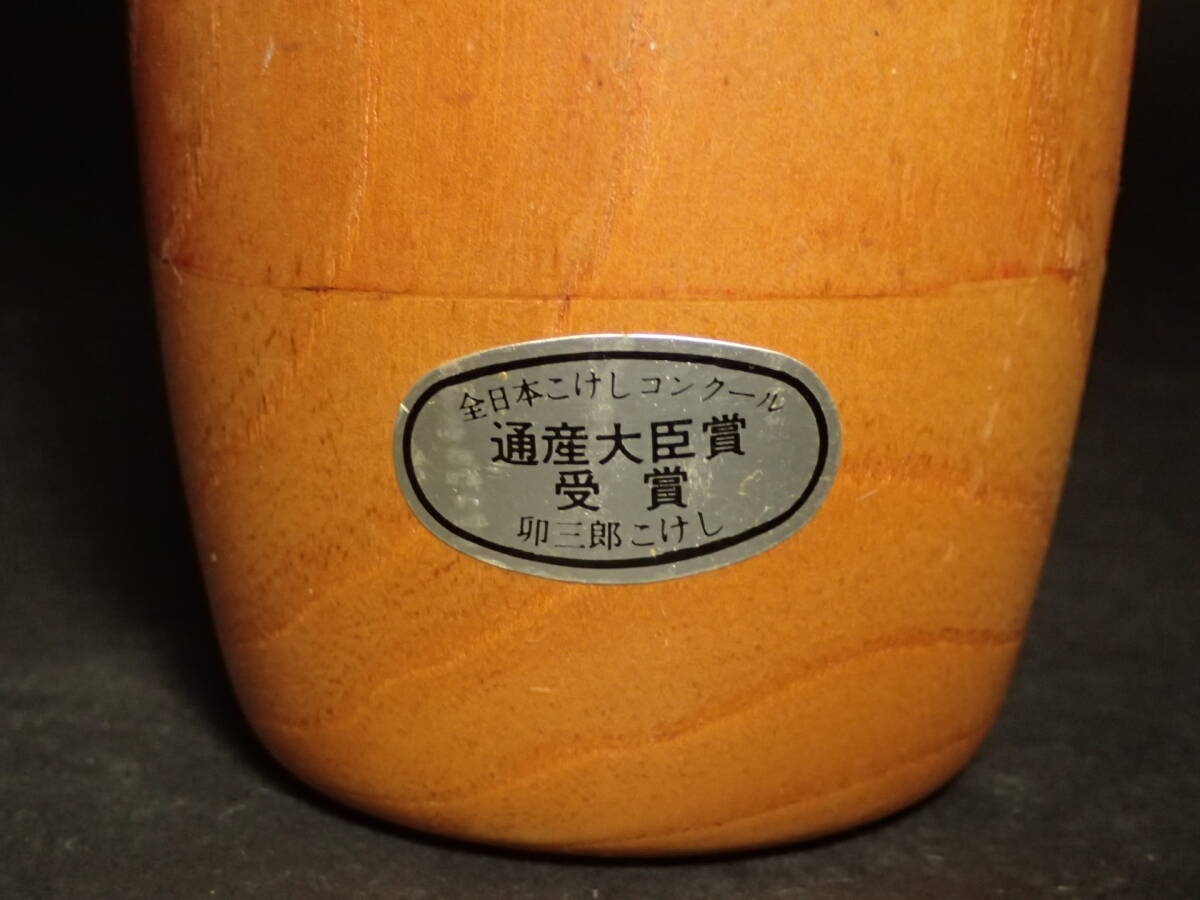 全日本こけしコンクール
通産大臣賞
受賞
卯三郎こけし